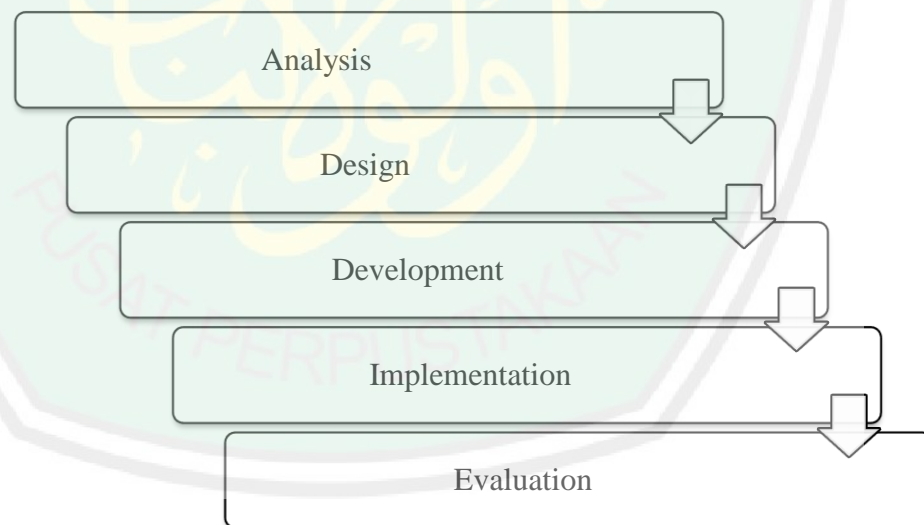 Analysis
Design
Development
Implementation
Evaluation
PUSAT PERPUSTAKAAN